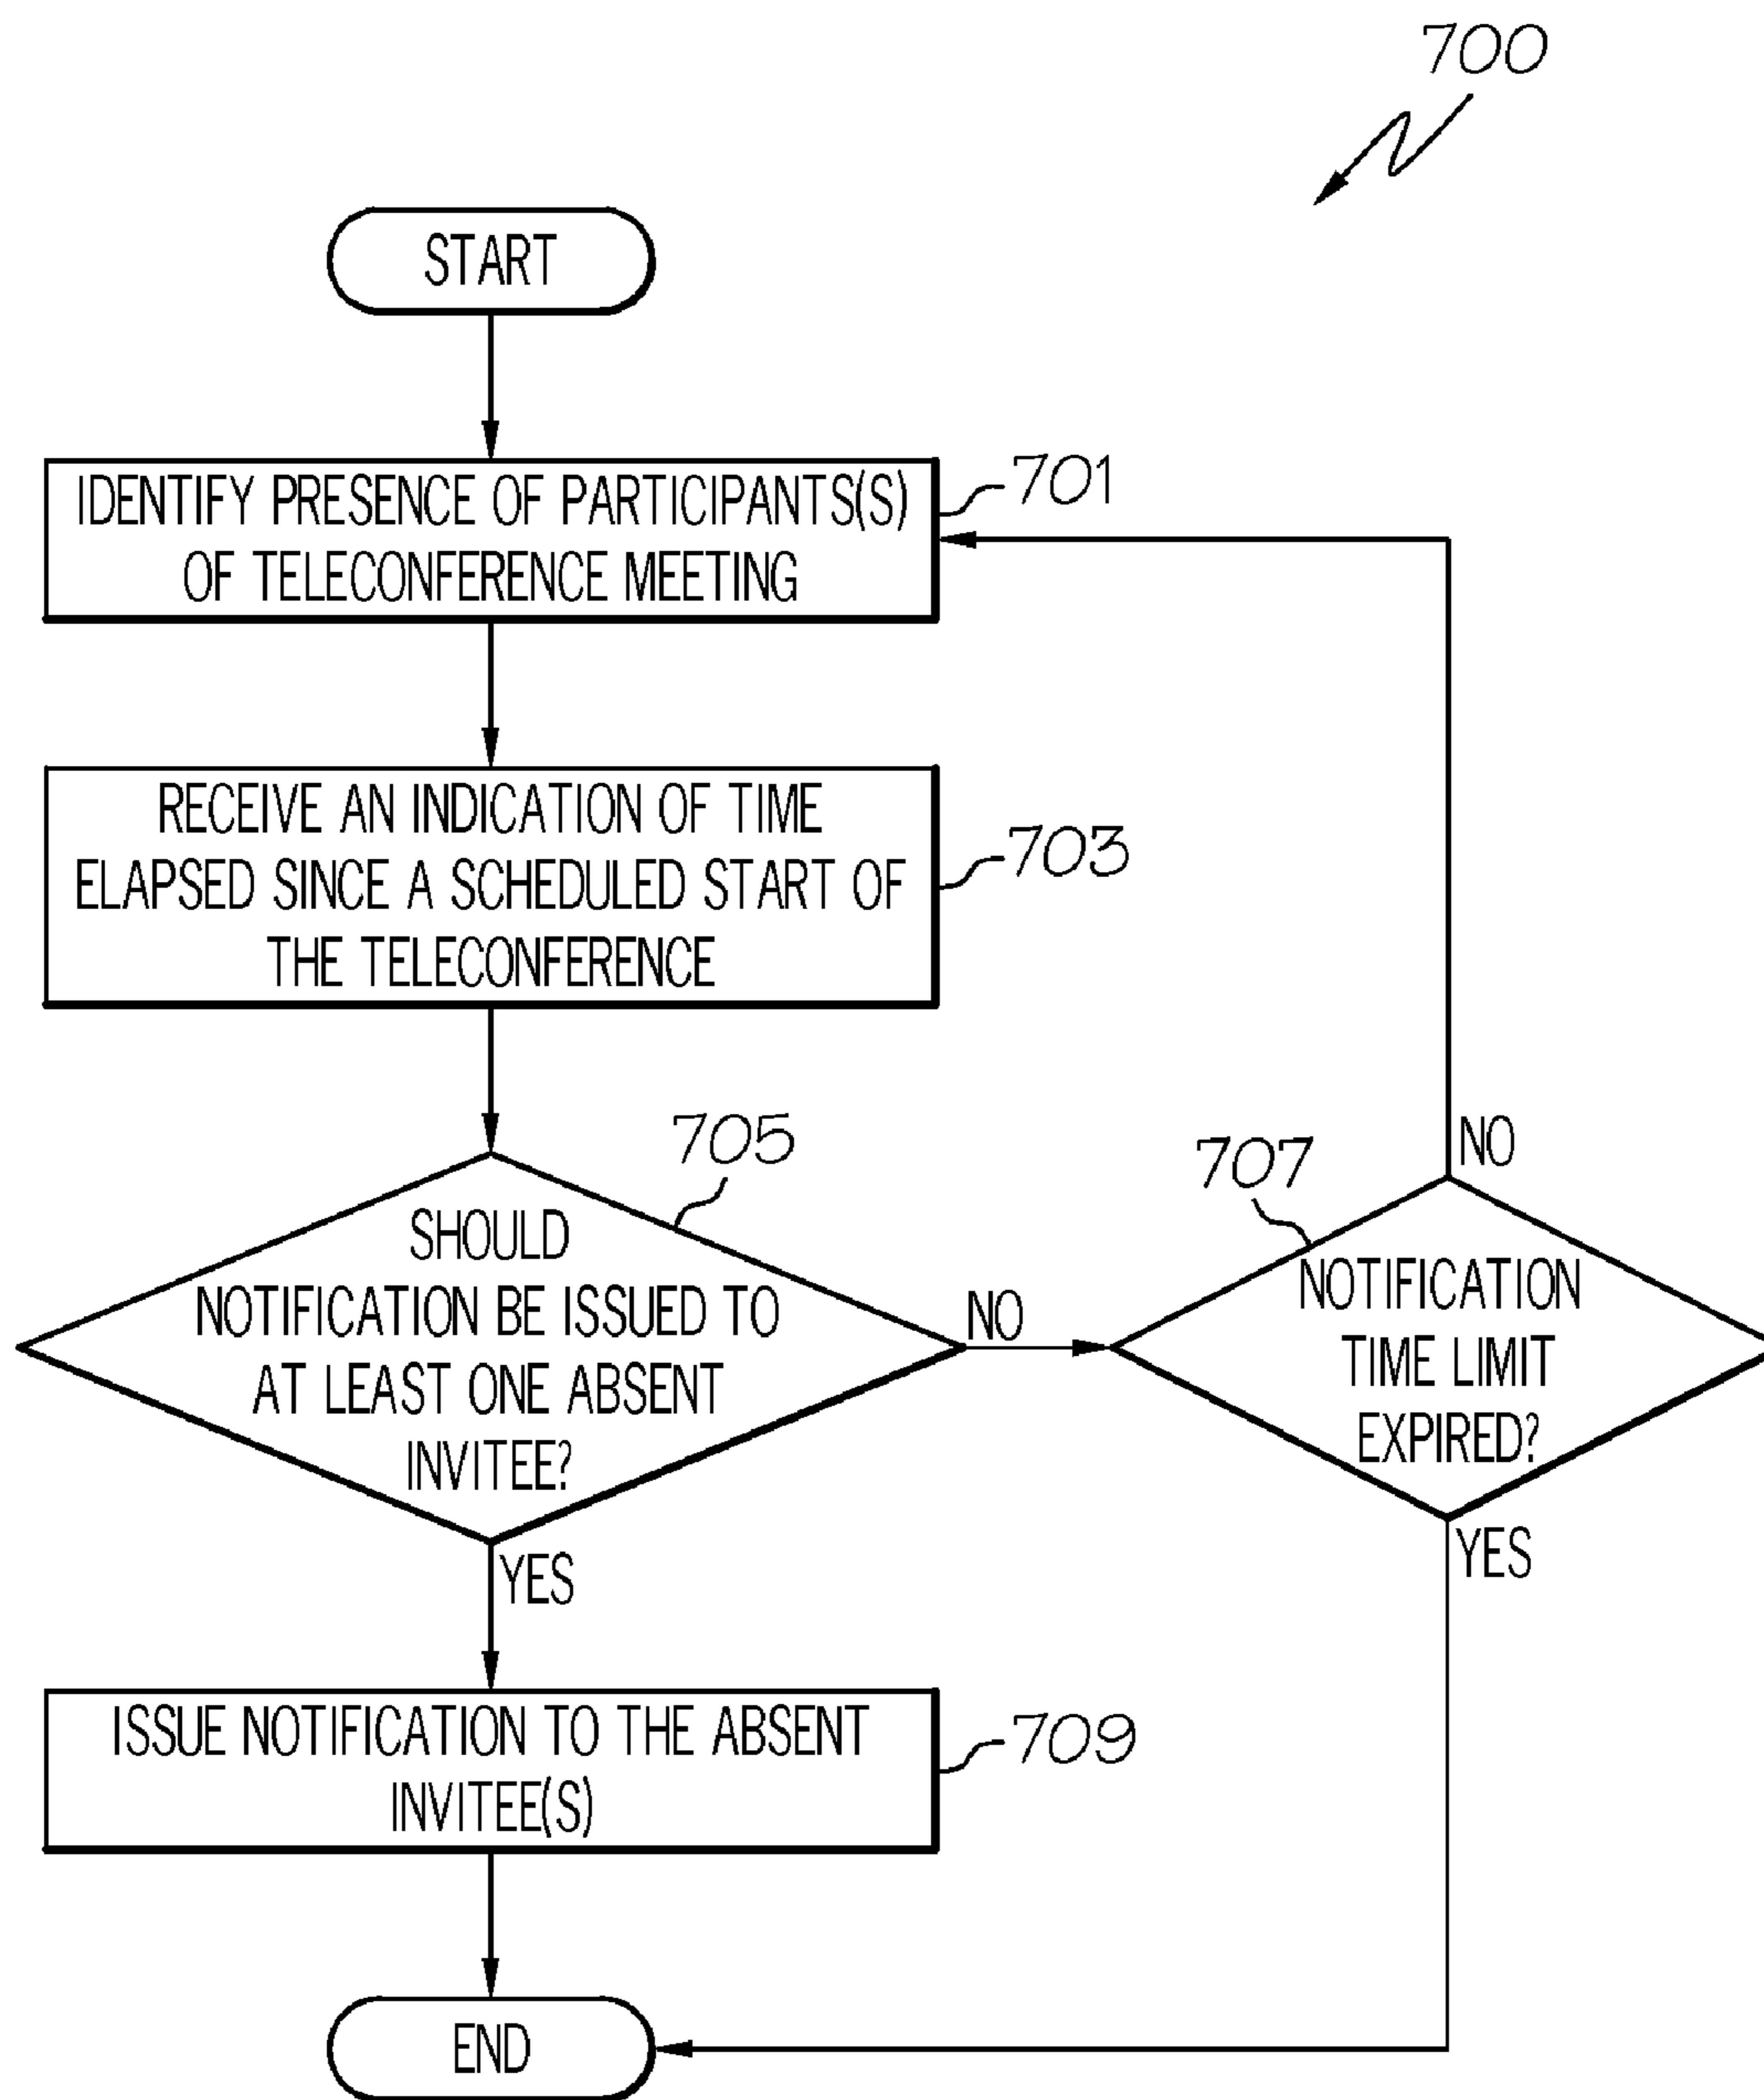 700
START
IDENTIFY PRESENCE OF PARTICIPANTS(S)
OF TELECONFERENCE MEETING
701
RECEIVE AN INDICATION OF TIME
ELAPSED SINCE A SCHEDULED START OF
THE TELECONFERENCE
703
705
SHOULD
NOTIFICATION BE ISSUED TO
AT LEAST ONE ABSENT
INVITEE?
NO
YES
707
NOTIFICATION
TIME LIMIT
EXPIRED?
NO
YES
ISSUE NOTIFICATION TO THE ABSENT
INVITEE(S)
709
END